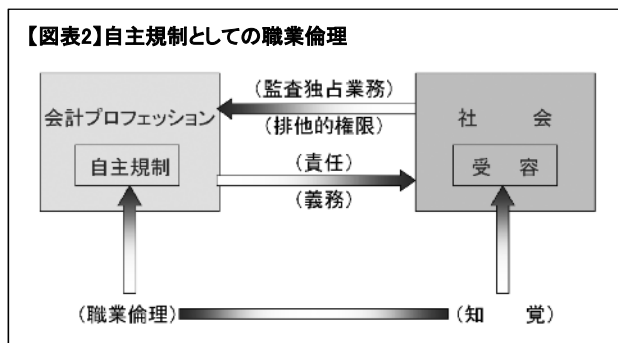 【図表2】自主規制としての職業倫理
(監査独占業務)
会計プロフェッション
(排他的権限)
社　　会
自主規制
(責任)
受　容
(義務)
(職業倫理)
(知　　覚)